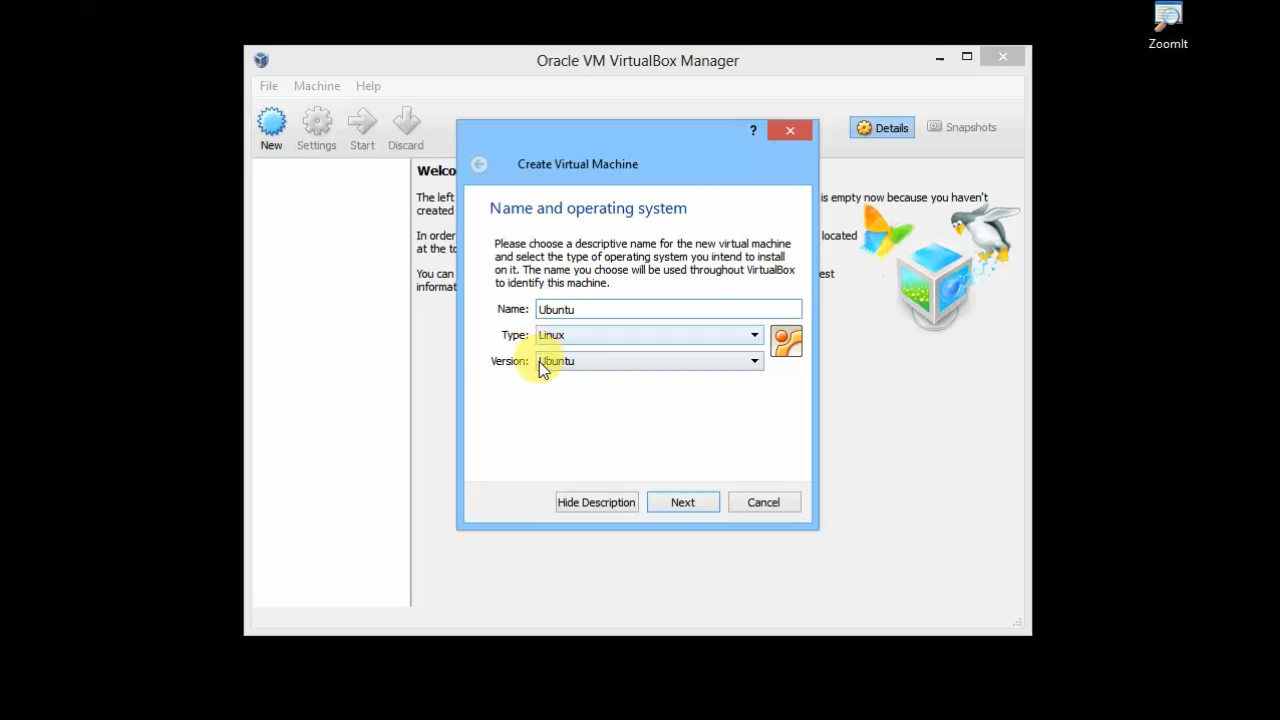 ZoomIt
Oracle VM VirtualBox Manager
File Machine Help
New Settings Start Discard
Details Snapshots
Welco
The left
created
In order
at the to
You can
informat
is empty now because you haven't
located
est
?
Create Virtual Machine
Name and operating system
Please choose a descriptive name for the new virtual machine
and select the type of operating system you intend to install
on it. The name you choose will be used throughout VirtualBox
to identify this machine.
Name: Ubuntu
Type: Linux
Version: Ubuntu
Hide Description Next Cancel